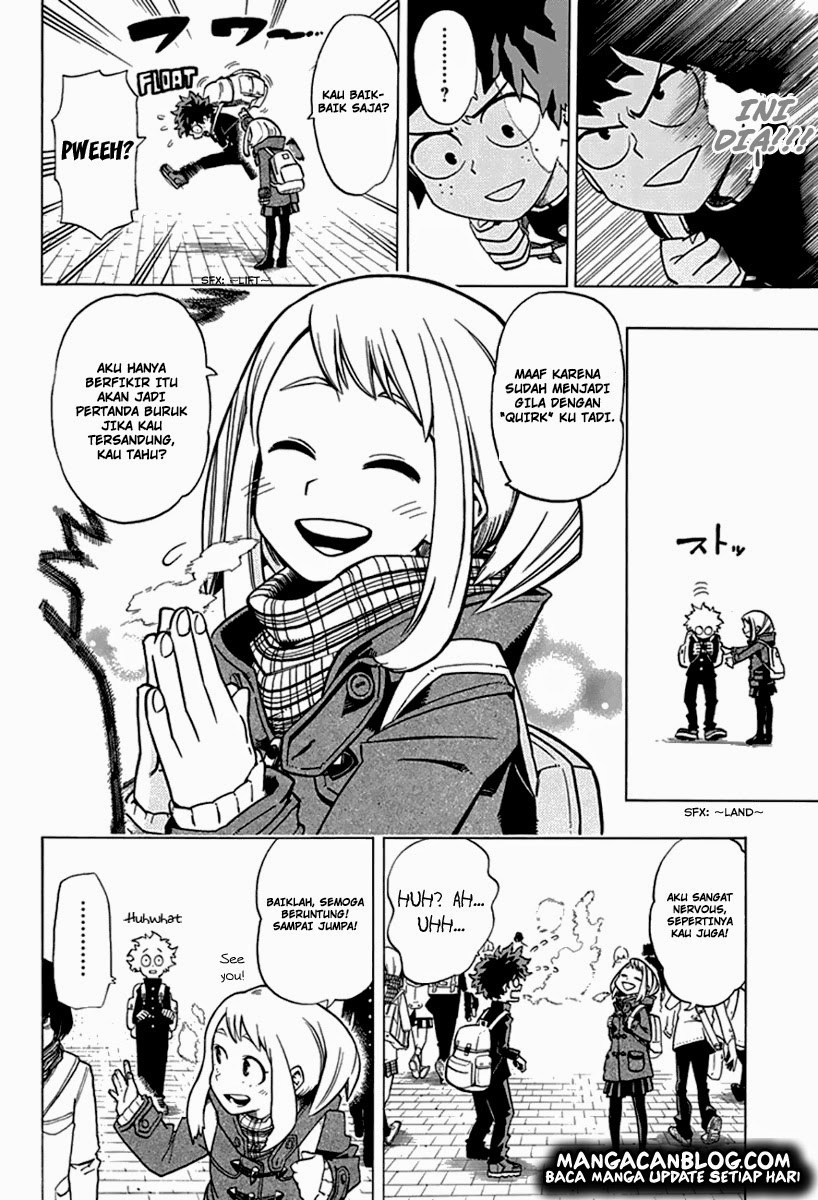 INI
DIA!!!
.........?
フワ~
FLOAT
KAU BAIK-
BAIK SAJA?
PWEEH?
SFX: ~LIFT~
ストッ
SFX: ~LAND~
MAAF KARENA
SUDAH MENJADI
GILA DENGAN
"QUIRK" KU TADI.
AKU HANYA
BERFIKIR ITU
AKAN JADI
PERTANDA BURUK
JIKA KAU
TERSANDUNG,
KAU TAHU?
AKU SANGAT
NERVOUS,
SEPERTINYA
KAU JUGA!
HUH? AH...
UHH...
BAIKLAH, SEMOGA
BERUNTUNG!
SAMPAI JUMPA!
See
you!
Huhwhat
..........
MANGACANBLOG.COM
BACA MANGA UPDATE SETIAP HARI